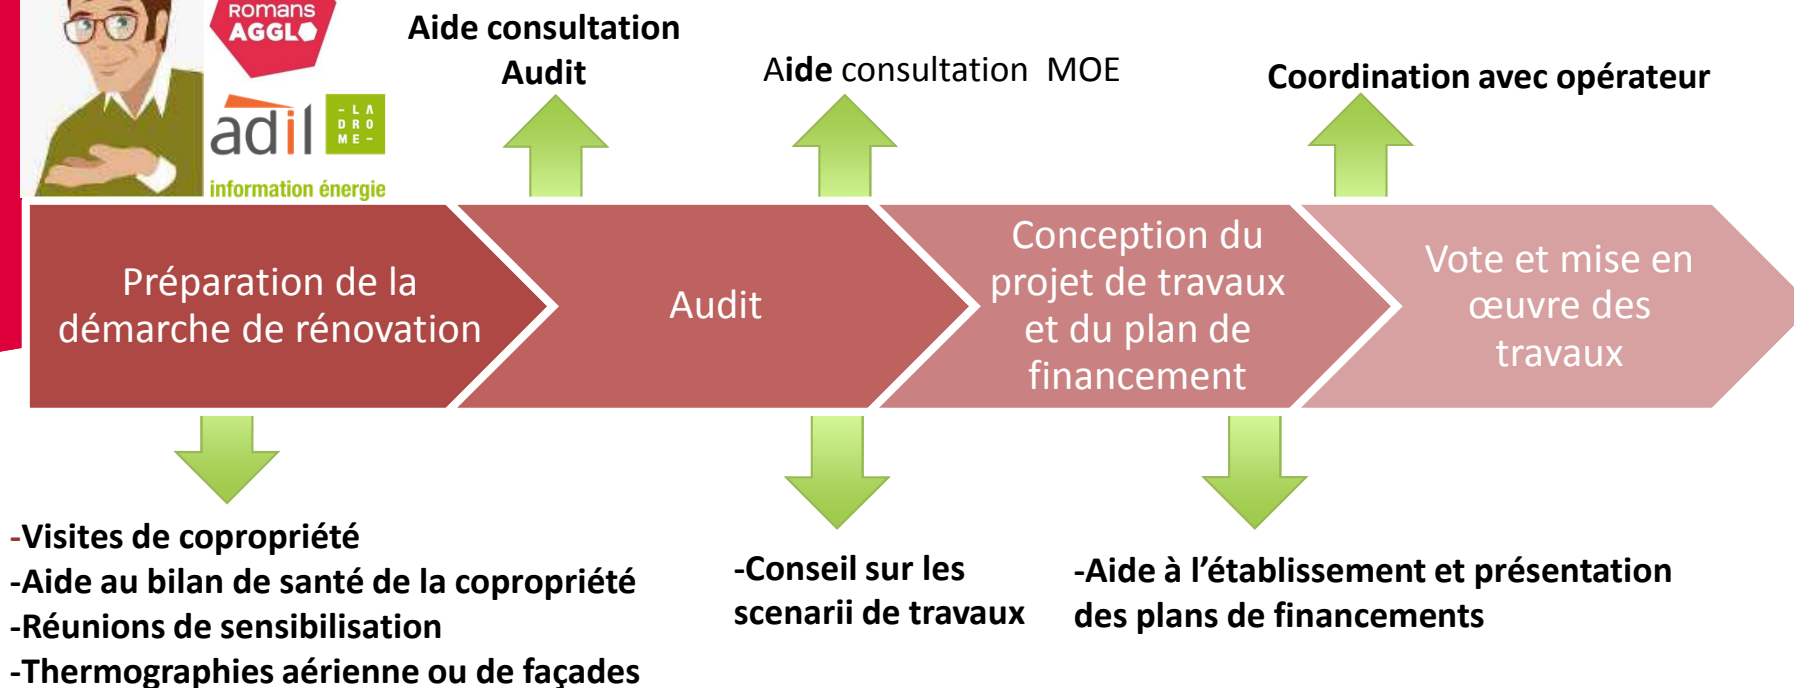 Romans
AGGLO
adil
- L A
D R O
M E -
information énergie
Aide consultation
Audit
Aide consultation MOE
Coordination avec opérateur
Préparation de la
démarche de rénovation
Audit
Conception du
projet de travaux
et du plan de
financement
Vote et mise en
œuvre des
travaux
-Visites de copropriété
-Aide au bilan de santé de la copropriété
-Réunions de sensibilisation
-Thermographies aérienne ou de façades
-Conseil sur les
scenarii de travaux
-Aide à l’établissement et présentation
des plans de financements